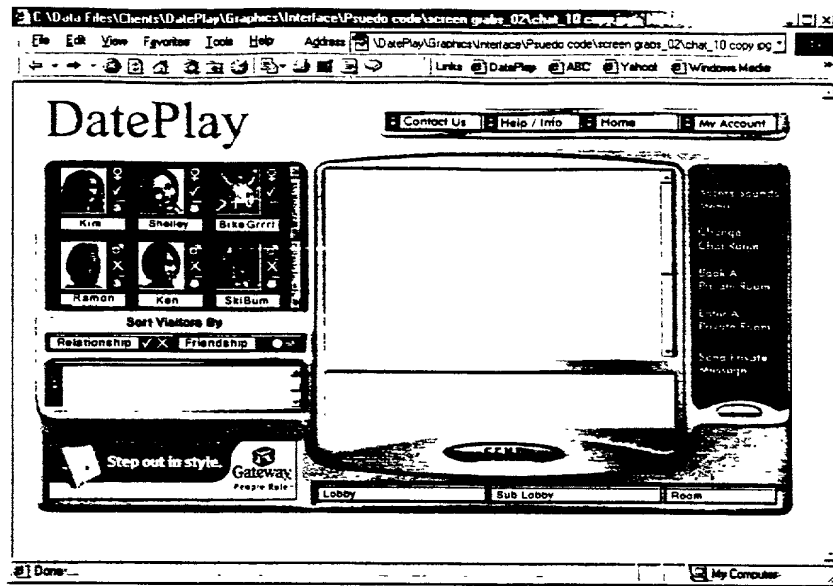 C:\Data Files\Clients\DatePlay\Graphics\Interface\Psuedo code\screen grabs_02\chat_10 copy.jpg
File Edit View Favorites Tools Help Address \DatePlay\Graphics\Interface\Psuedo code\screen grabs_02\chat_10 copy jpg
Links DatePlay ABC Yahoo! Windows Media
DatePlay
Contact Us Help / Info Home My Account
Kim Shelley BikeGrrrl
Ramon Ken SkiBum
Sort Visitors By
Relationship Friendship
Sounds
Menu
Change
Chat Room
Book A
Private Room
Enter A
Private Room
Send Private
Message
SEND
Step out in style.
Gateway
People Rule
Lobby Sub Lobby Room
Done
My Computer